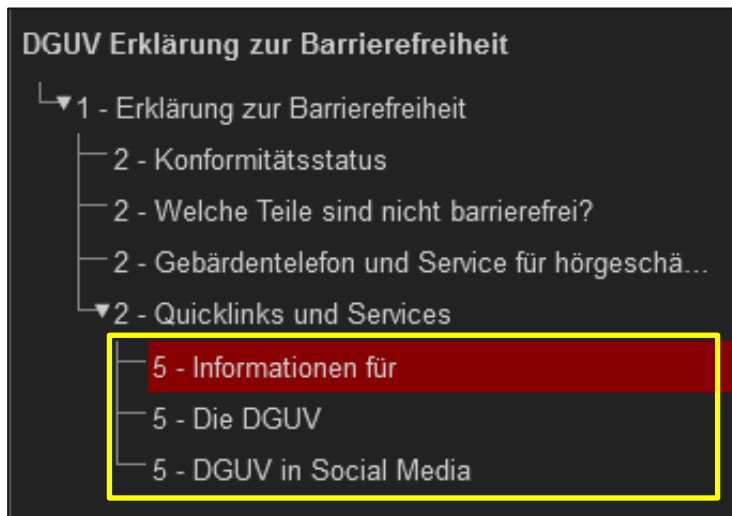 DGUV Erklärung zur Barrierefreiheit
1 - Erklärung zur Barrierefreiheit
2 - Konformitätsstatus
2 - Welche Teile sind nicht barrierefrei?
2 - Gebärdentelefon und Service für hörgeschä...
2 - Quicklinks und Services
5 - Informationen für
5 - Die DGUV
5 - DGUV in Social Media